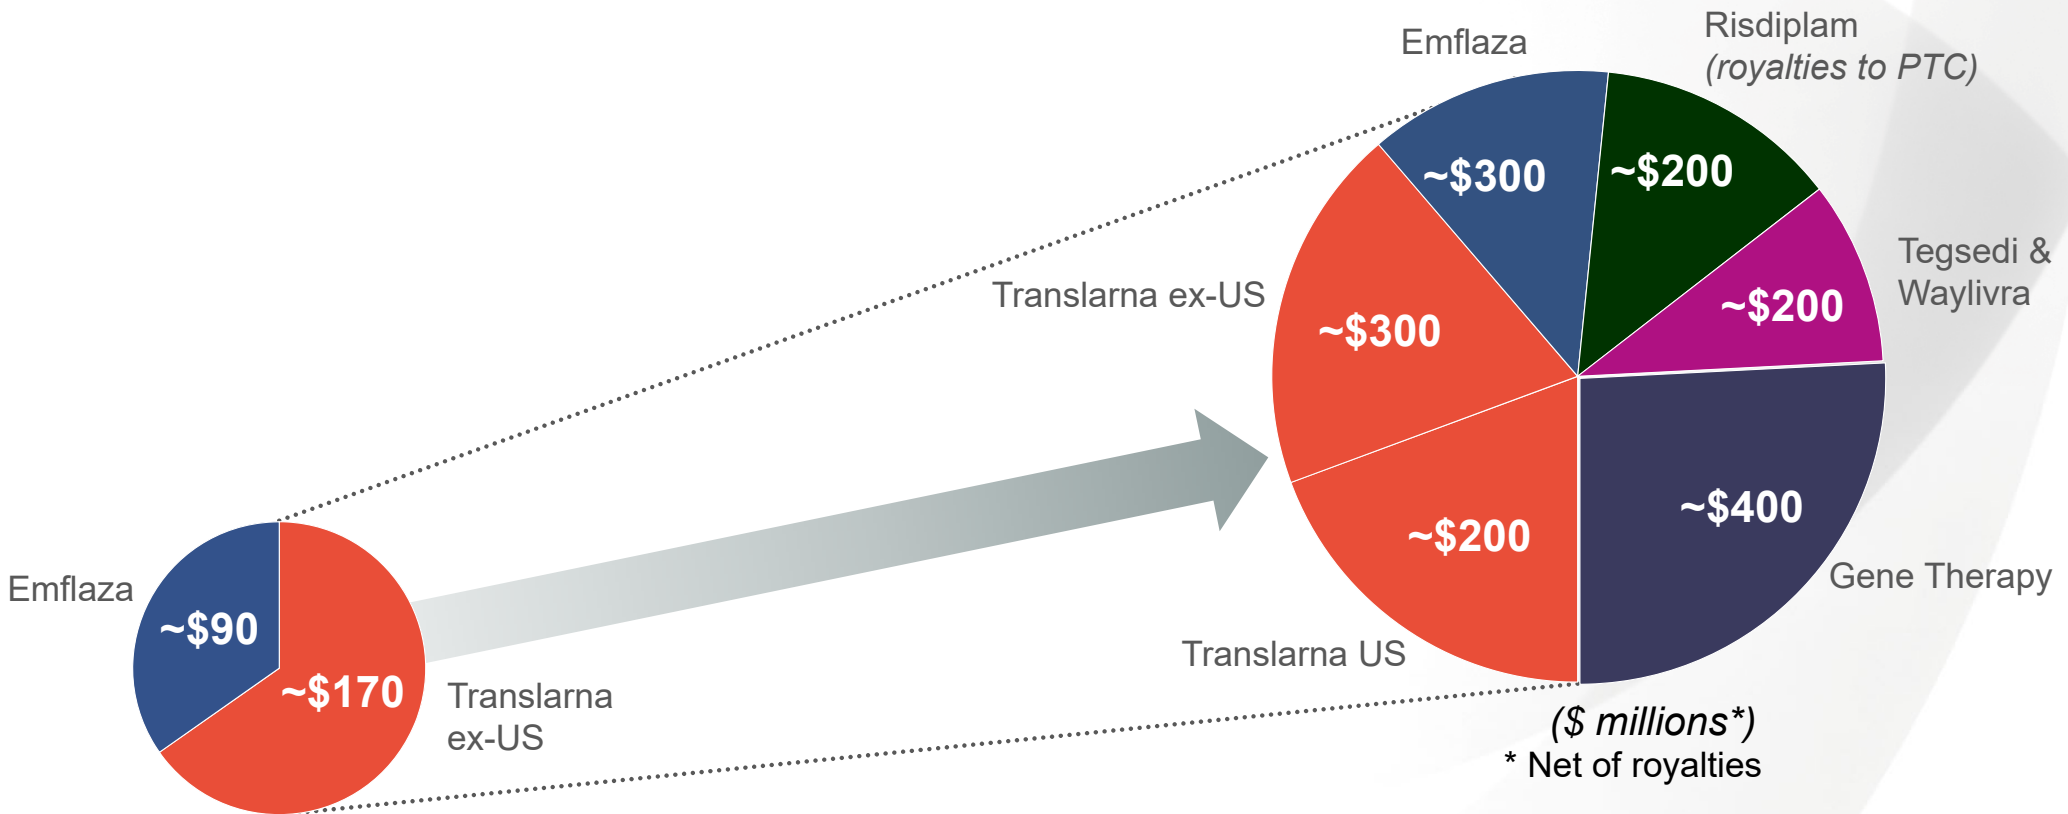 Emflaza
Risdiplam
(royalties to PTC)
~$300
~$200
Tegsedi &
Waylivra
~$200
Translarna ex-US
~$300
~$400
~$200
Gene Therapy
Translarna US
Emflaza
~$90
~$170
Translarna
ex-US
($ millions*)
* Net of royalties